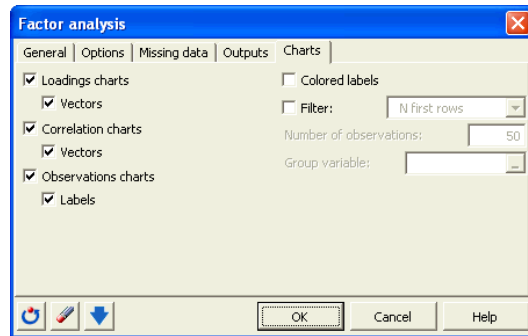 Factor analysis
General Options Missing data Outputs Charts
Loadings charts
Vectors
Correlation charts
Vectors
Observations charts
Labels
Colored labels
Filter: N first rows
Number of observations: 50
Group variable: _
OK Cancel Help